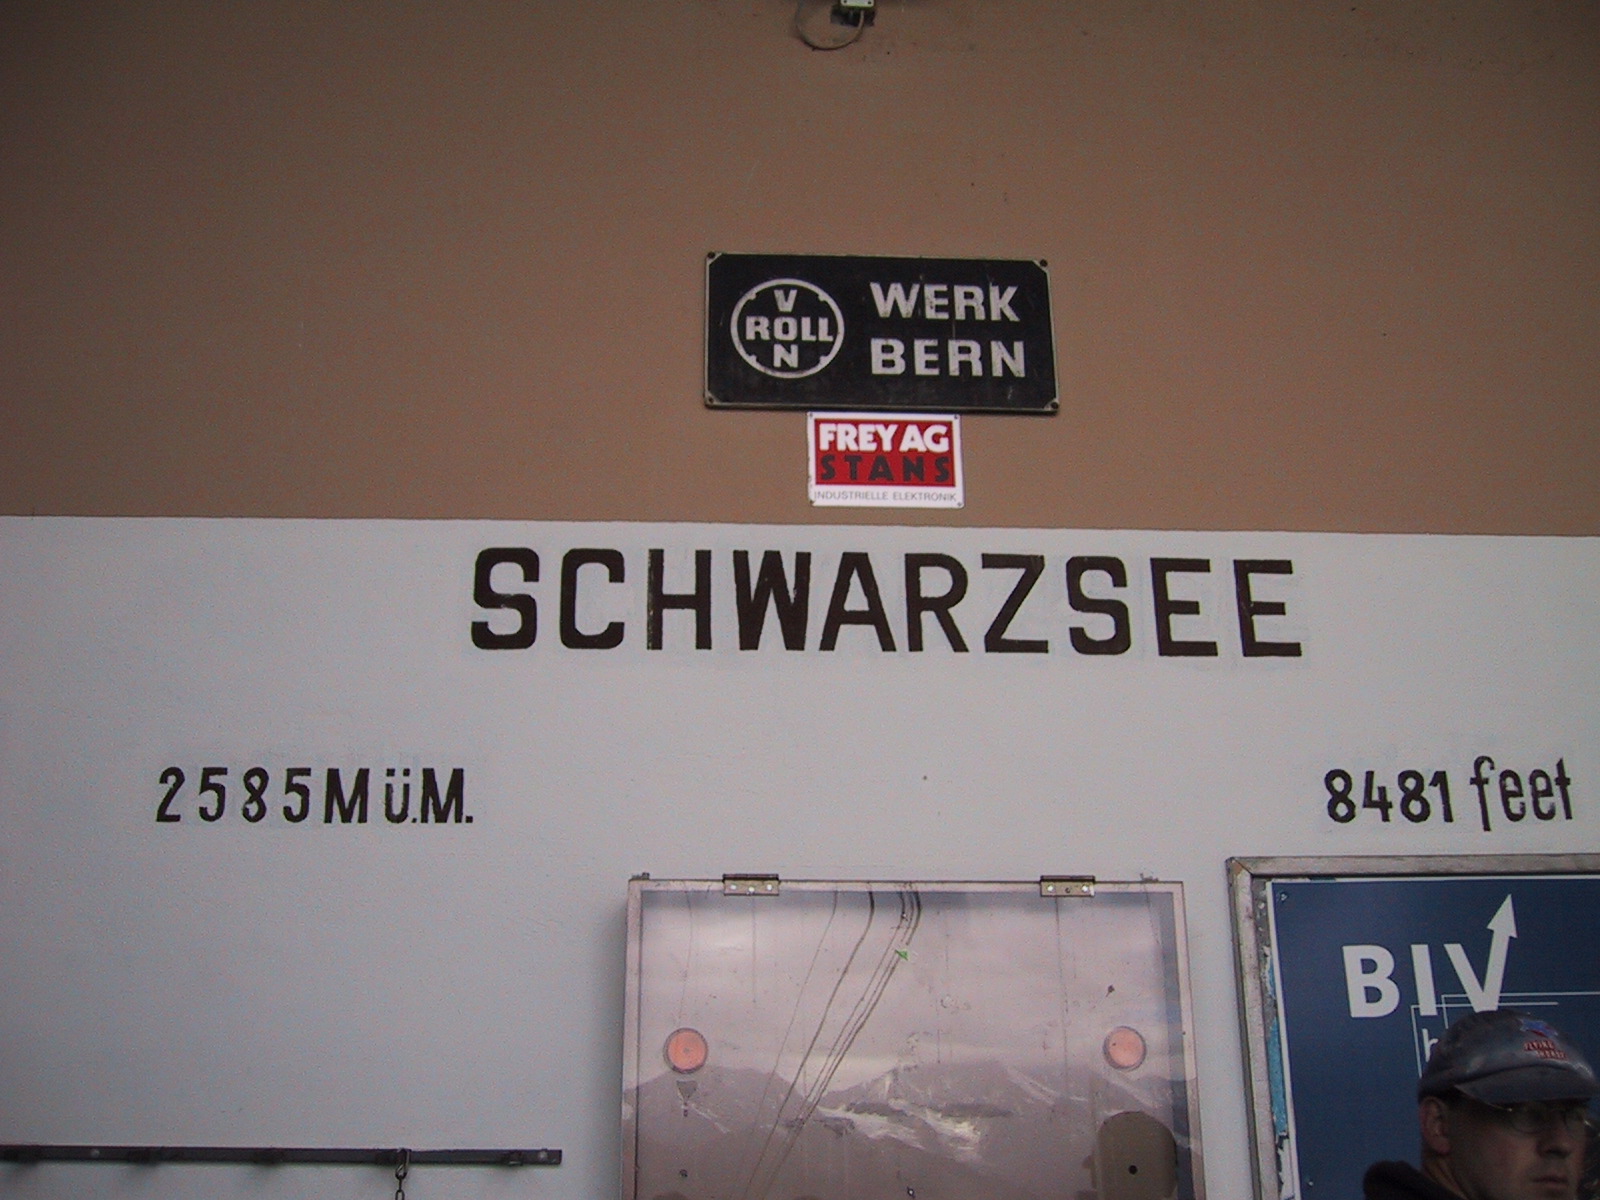 V
ROLL
N
WERK
BERN
FREY AG
STANS
INDUSTRIELLE ELEKTRONIK
SCHWARZSEE
2585 M ü.M.
8481 feet
BIV